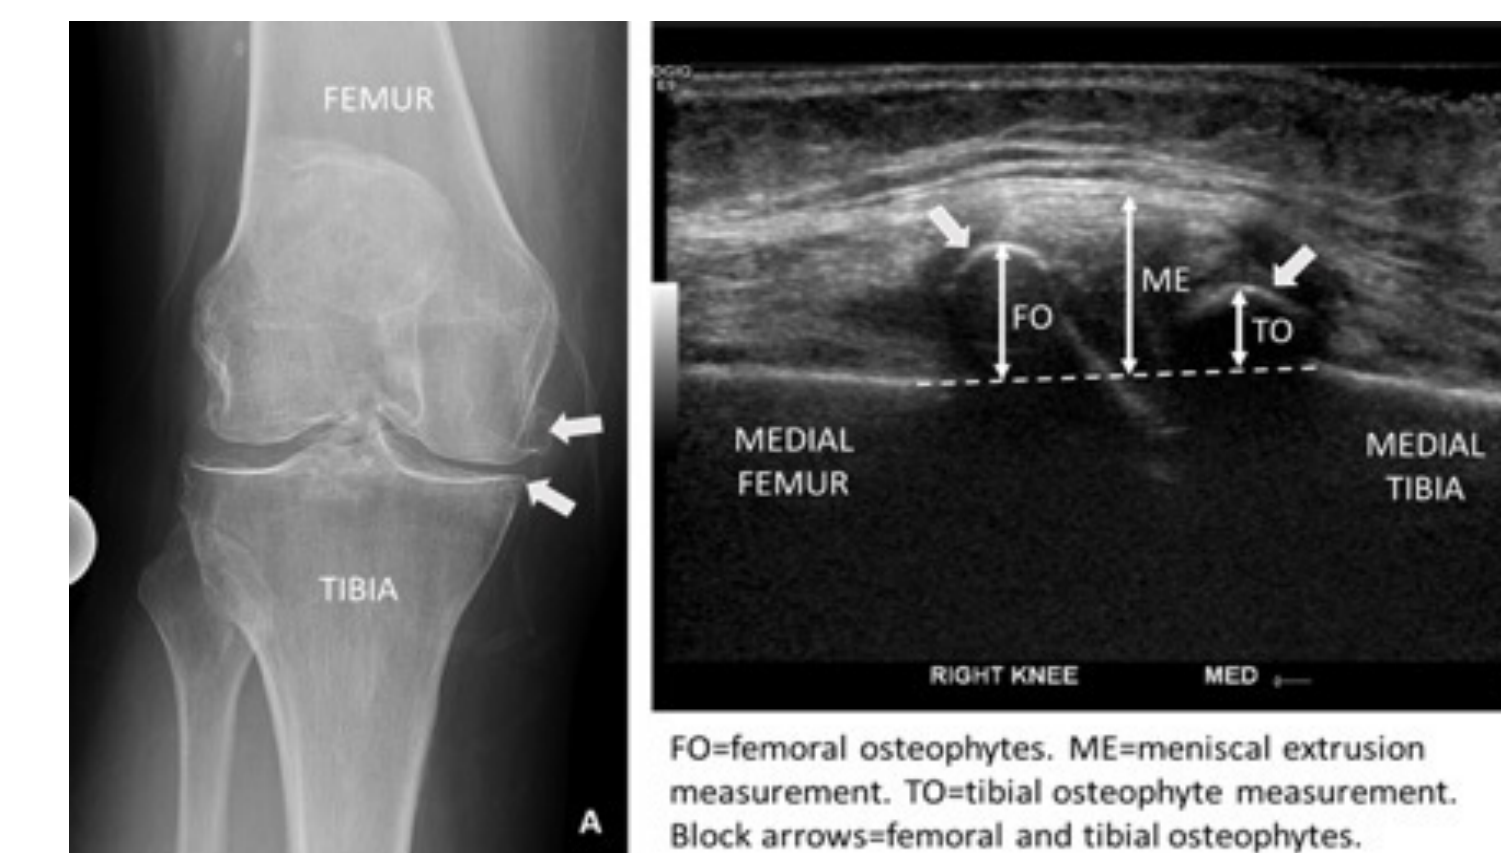 FEMUR
TIBIA
A
FO
ME
TO
MEDIAL
FEMUR
MEDIAL
TIBIA
RIGHT KNEE
MED
FO=femoral osteophytes. ME=meniscal extrusion
measurement. TO=tibial osteophyte measurement.
Block arrows=femoral and tibial osteophytes.